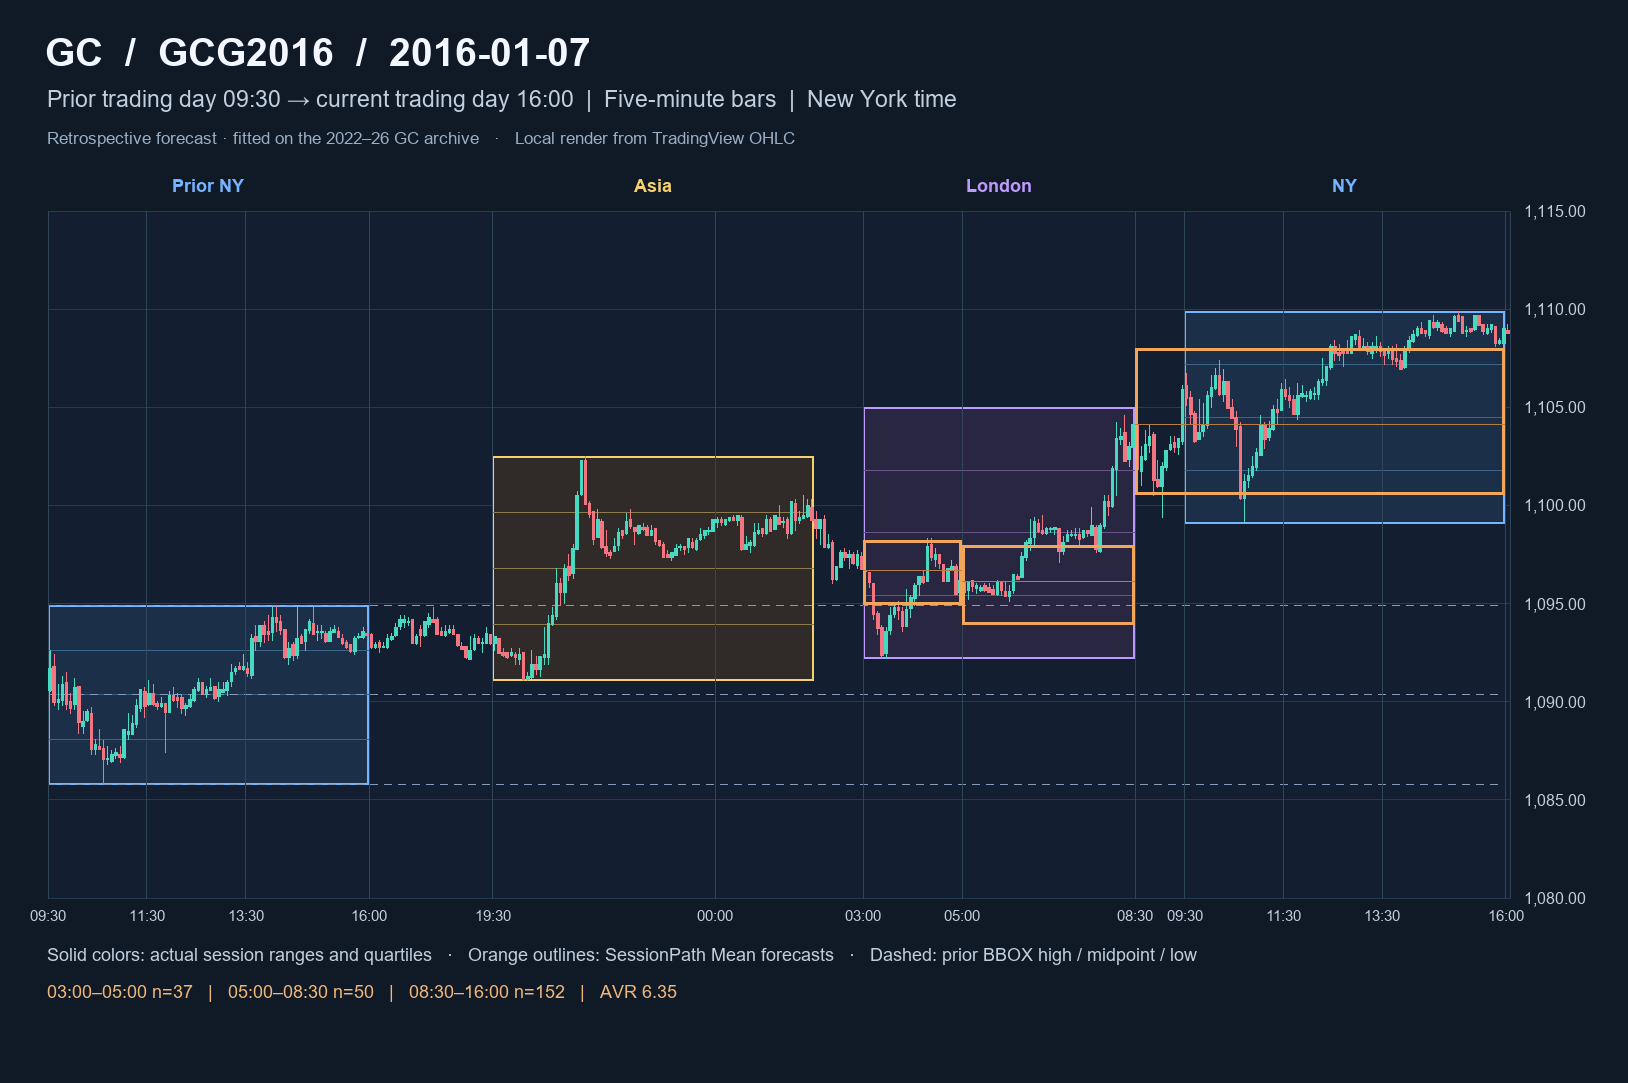 GC / GCG2016 / 2016-01-07
Prior trading day 09:30 → current trading day 16:00 | Five-minute bars | New York time
Retrospective forecast · fitted on the 2022–26 GC archive · Local render from TradingView OHLC
Prior NY Asia London NY
1,115.00
1,110.00
1,105.00
1,100.00
1,095.00
1,090.00
1,085.00
1,080.00
09:30 11:30 13:30 16:00 19:30 00:00 03:00 05:00 08:30 09:30 11:30 13:30 16:00
Solid colors: actual session ranges and quartiles · Orange outlines: SessionPath Mean forecasts · Dashed: prior BBOX high / midpoint / low
03:00–05:00 n=37 | 05:00–08:30 n=50 | 08:30–16:00 n=152 | AVR 6.35